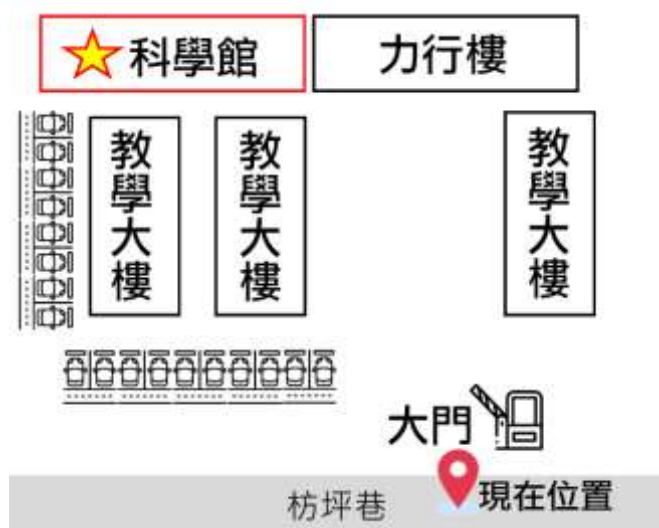 科學館
力行樓
教學大樓
教學大樓
教學大樓
大門
現在位置
枋坪巷